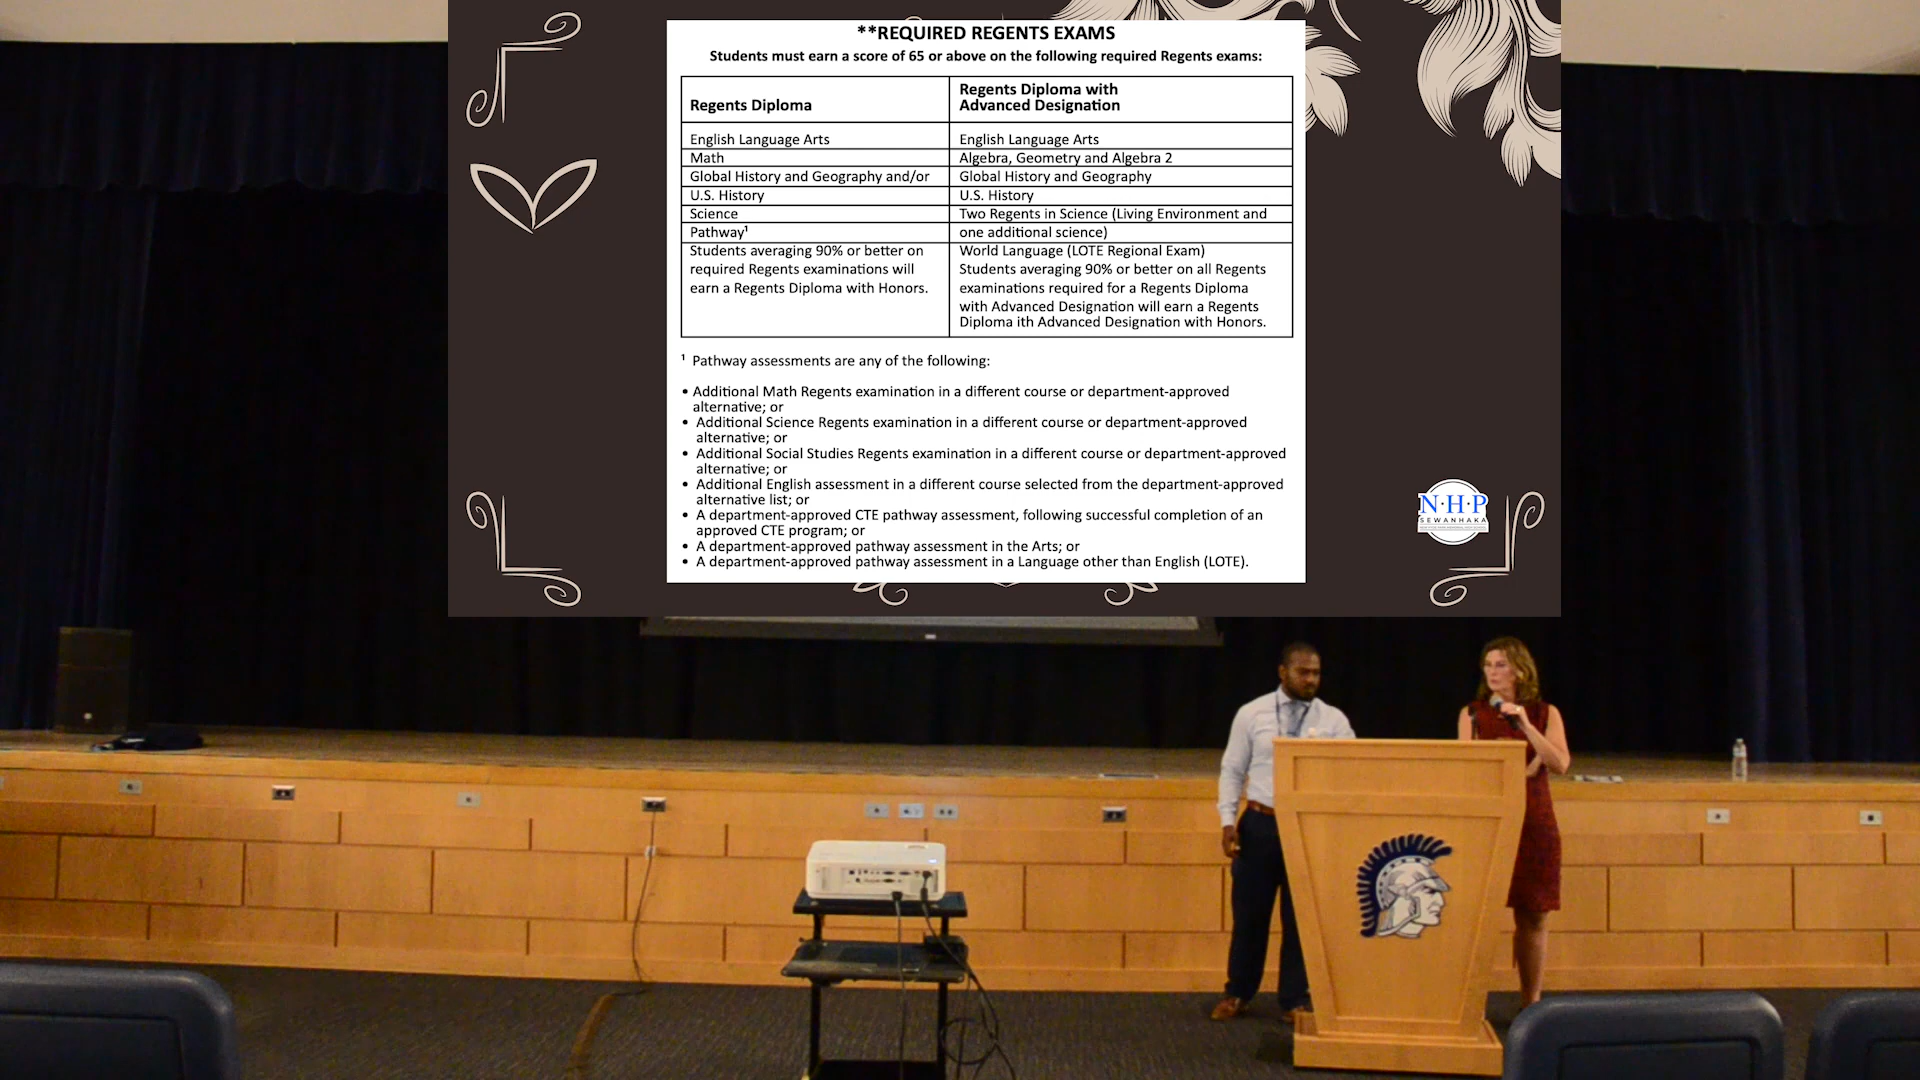 **REQUIRED REGENTS EXAMS
Students must earn a score of 65 or above on the following required Regents exams:
Regents Diploma
Regents Diploma with
Advanced Designation
English Language Arts
English Language Arts
Math
Algebra, Geometry and Algebra 2
Global History and Geography and/or
Global History and Geography
U.S. History
U.S. History
Science
Two Regents in Science (Living Environment and
Pathway¹
one additional science)
Students averaging 90% or better on
required Regents examinations will
earn a Regents Diploma with Honors.
World Language (LOTE Regional Exam)
Students averaging 90% or better on all Regents
examinations required for a Regents Diploma
with Advanced Designation will earn a Regents
Diploma ith Advanced Designation with Honors.
¹ Pathway assessments are any of the following:
• Additional Math Regents examination in a different course or department-approved
alternative; or
• Additional Science Regents examination in a different course or department-approved
alternative; or
• Additional Social Studies Regents examination in a different course or department-approved
alternative; or
• Additional English assessment in a different course selected from the department-approved
alternative list; or
• A department-approved CTE pathway assessment, following successful completion of an
approved CTE program; or
• A department-approved pathway assessment in the Arts; or
• A department-approved pathway assessment in a Language other than English (LOTE).
N·H·P
SEWANHAKA